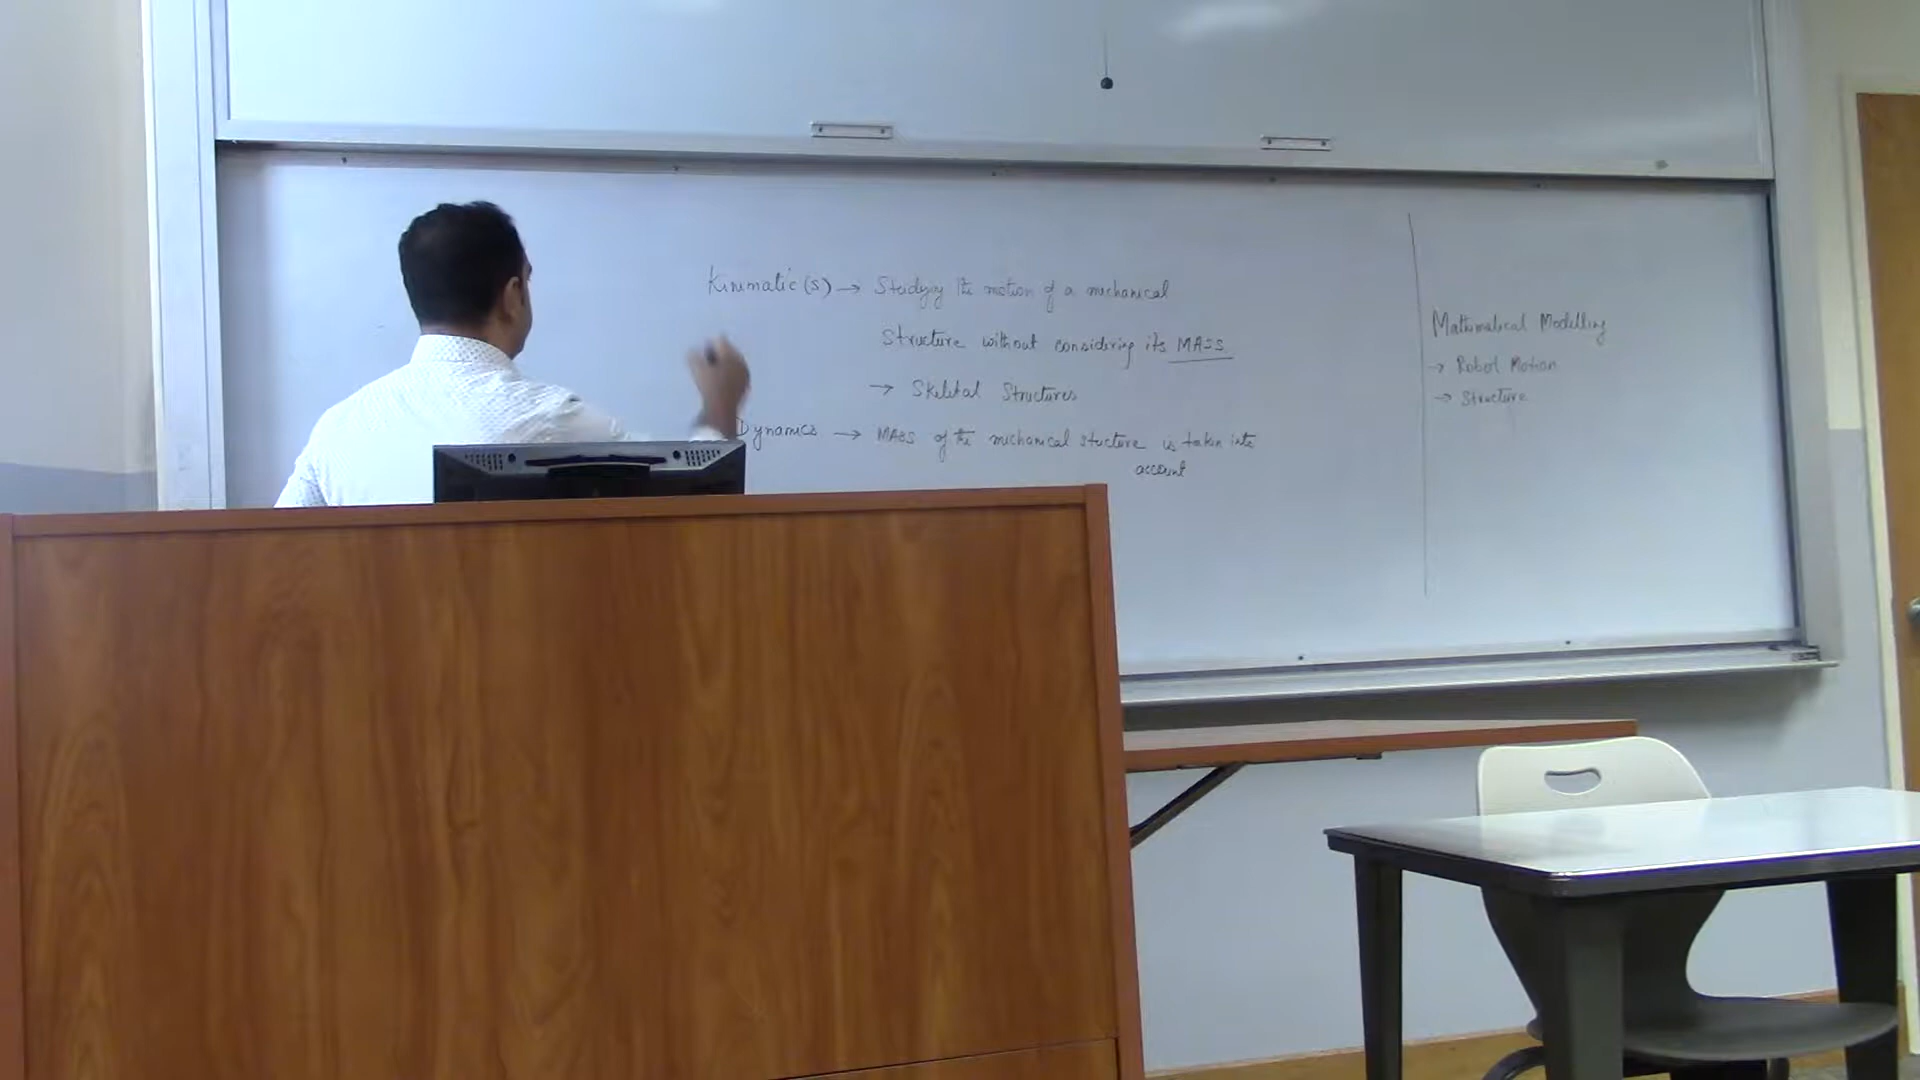 Kinematic(s) → Studying the motion of a mechanical
structure without considering its MASS
→ Skeletal Structures
Dynamics → MASS of the mechanical structure is taken into
account
Mathematical Modelling
→ Robot Motion
→ Structure